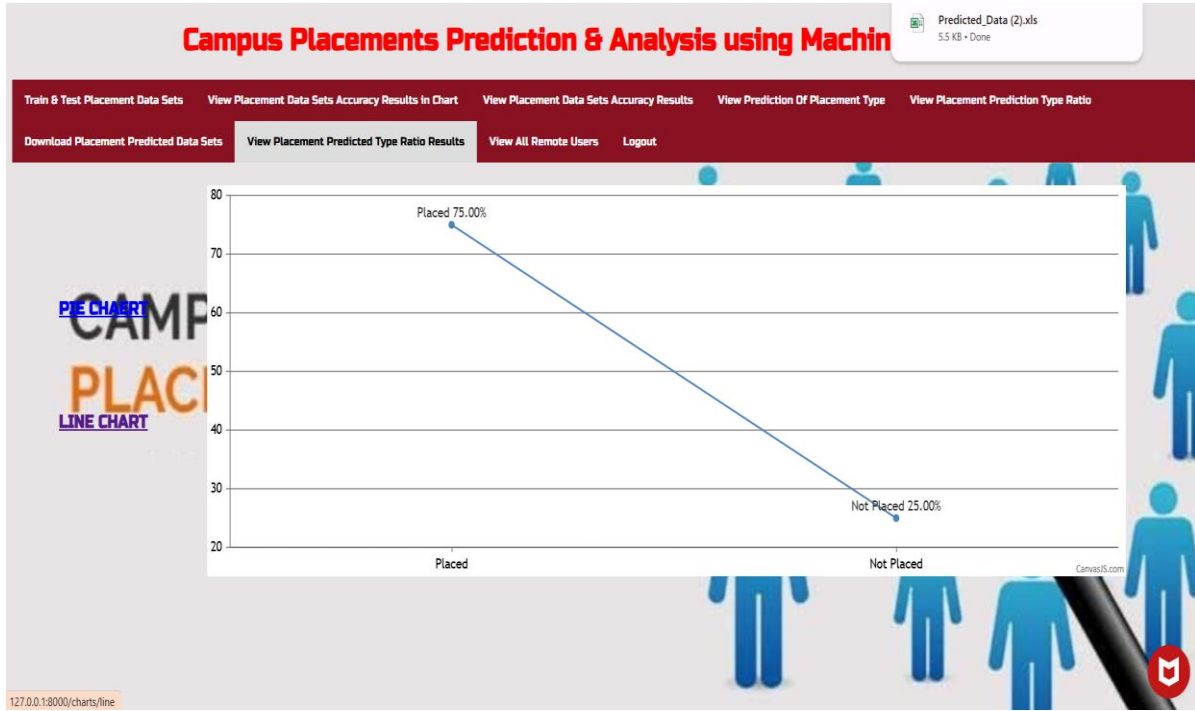 Campus Placements Prediction & Analysis using Machin
Predicted_Data (2).xls
5.5 KB • Done
Train & Test Placement Data Sets
View Placement Data Sets Accuracy Results in Chart
View Placement Data Sets Accuracy Results
View Prediction Of Placement Type
View Placement Prediction Type Ratio
Download Placement Predicted Data Sets
View Placement Predicted Type Ratio Results
View All Remote Users
Logout
CAMP
PLAC
PIE CHAERT
LINE CHART
80
70
60
50
40
30
20
Placed 75.00%
Not Placed 25.00%
Placed
Not Placed
CanvasJS.com
127.0.0.1:8000/charts/line